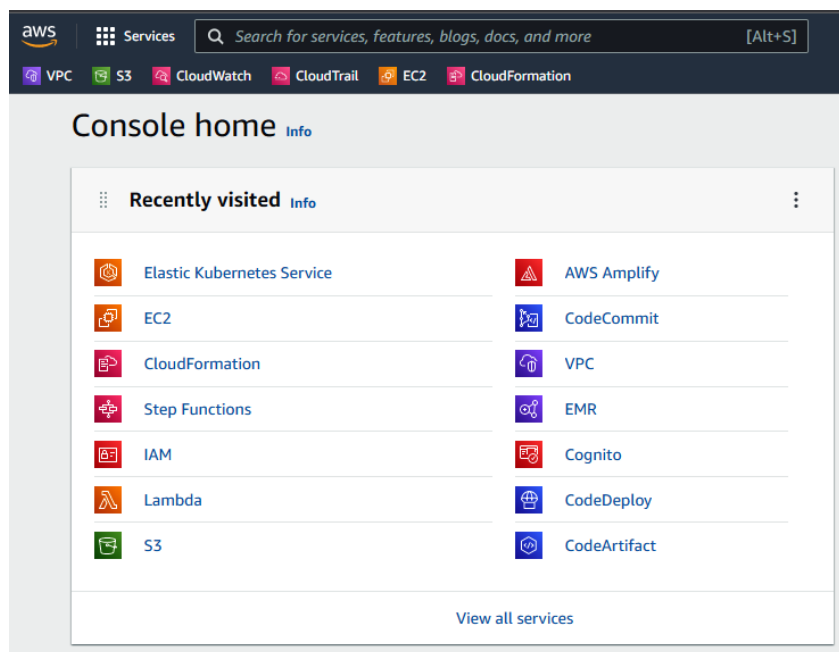 aws Services Search for services, features, blogs, docs, and more [Alt+S]
VPC S3 CloudWatch CloudTrail EC2 CloudFormation
Console home Info
Recently visited Info
Elastic Kubernetes Service
EC2
CloudFormation
Step Functions
IAM
Lambda
S3
AWS Amplify
CodeCommit
VPC
EMR
Cognito
CodeDeploy
CodeArtifact
View all services